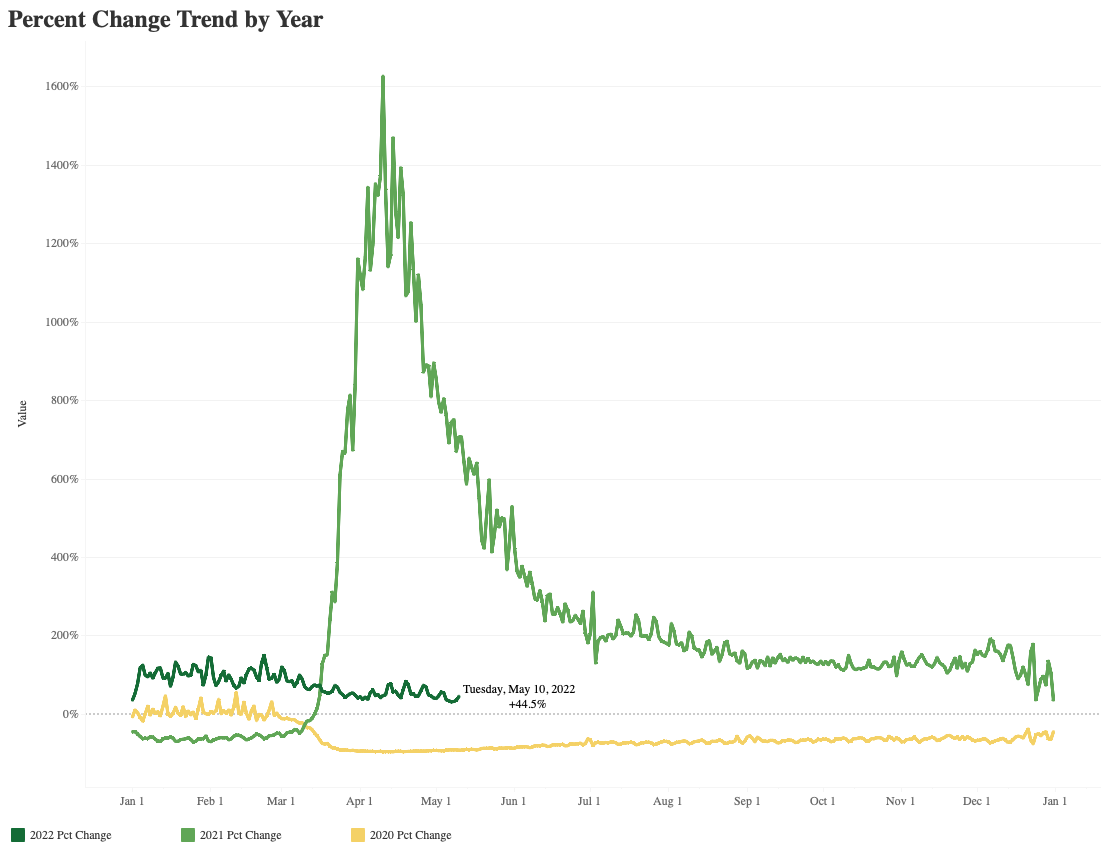 Percent Change Trend by Year
1600%
1400%
1200%
1000%
800%
600%
400%
200%
0%
Value
Tuesday, May 10, 2022
+44.5%
Jan 1 Feb 1 Mar 1 Apr 1 May 1 Jun 1 Jul 1 Aug 1 Sep 1 Oct 1 Nov 1 Dec 1 Jan 1
2022 Pct Change 2021 Pct Change 2020 Pct Change